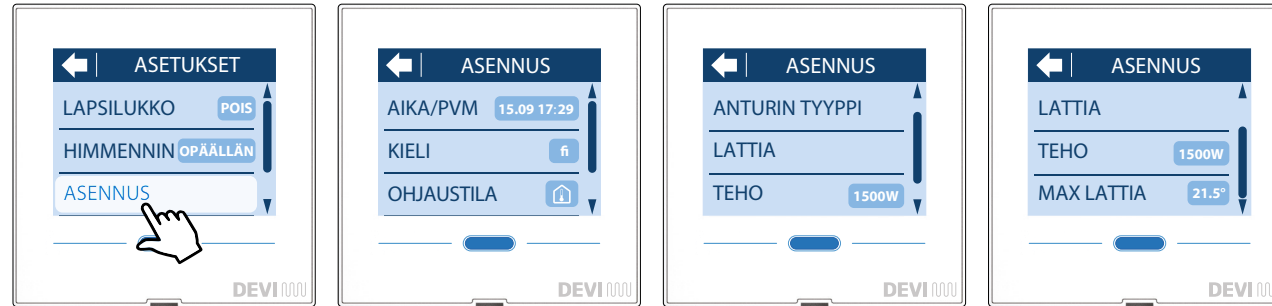 ASETUKSET
LAPSILUKKO POIS
HIMMENNIN OPÄÄLLÄN
ASENNUS
DEVI
ASENNUS
AIKA/PVM 15.09 17:29
KIELI fi
OHJAUSTILA
DEVI
ASENNUS
ANTURIN TYYPPI
LATTIA
TEHO 1500W
DEVI
ASENNUS
LATTIA
TEHO 1500W
MAX LATTIA 21.5°
DEVI